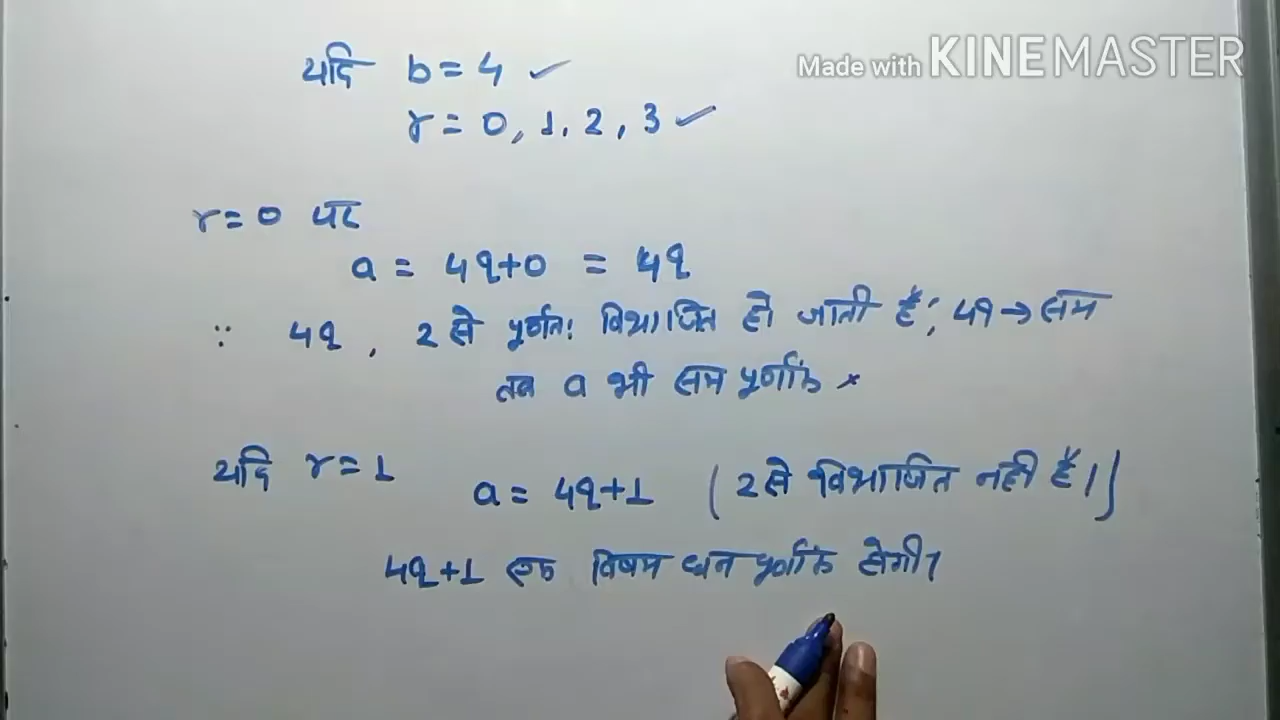 Made with KINEMASTER
यदि b = 4 ✓
r = 0, 1, 2, 3 ✓
r = 0 पर
a = 4q+0 = 4q
∵ 4q, 2 से पूर्णतः विभाजित हो जाती है; 4q → सम
तब a भी सम पूर्णांक ×
यदि r = 1 a = 4q+1 (2 से विभाजित नही है।)
4q+1 एक विषम धन पूर्णांक होगी।